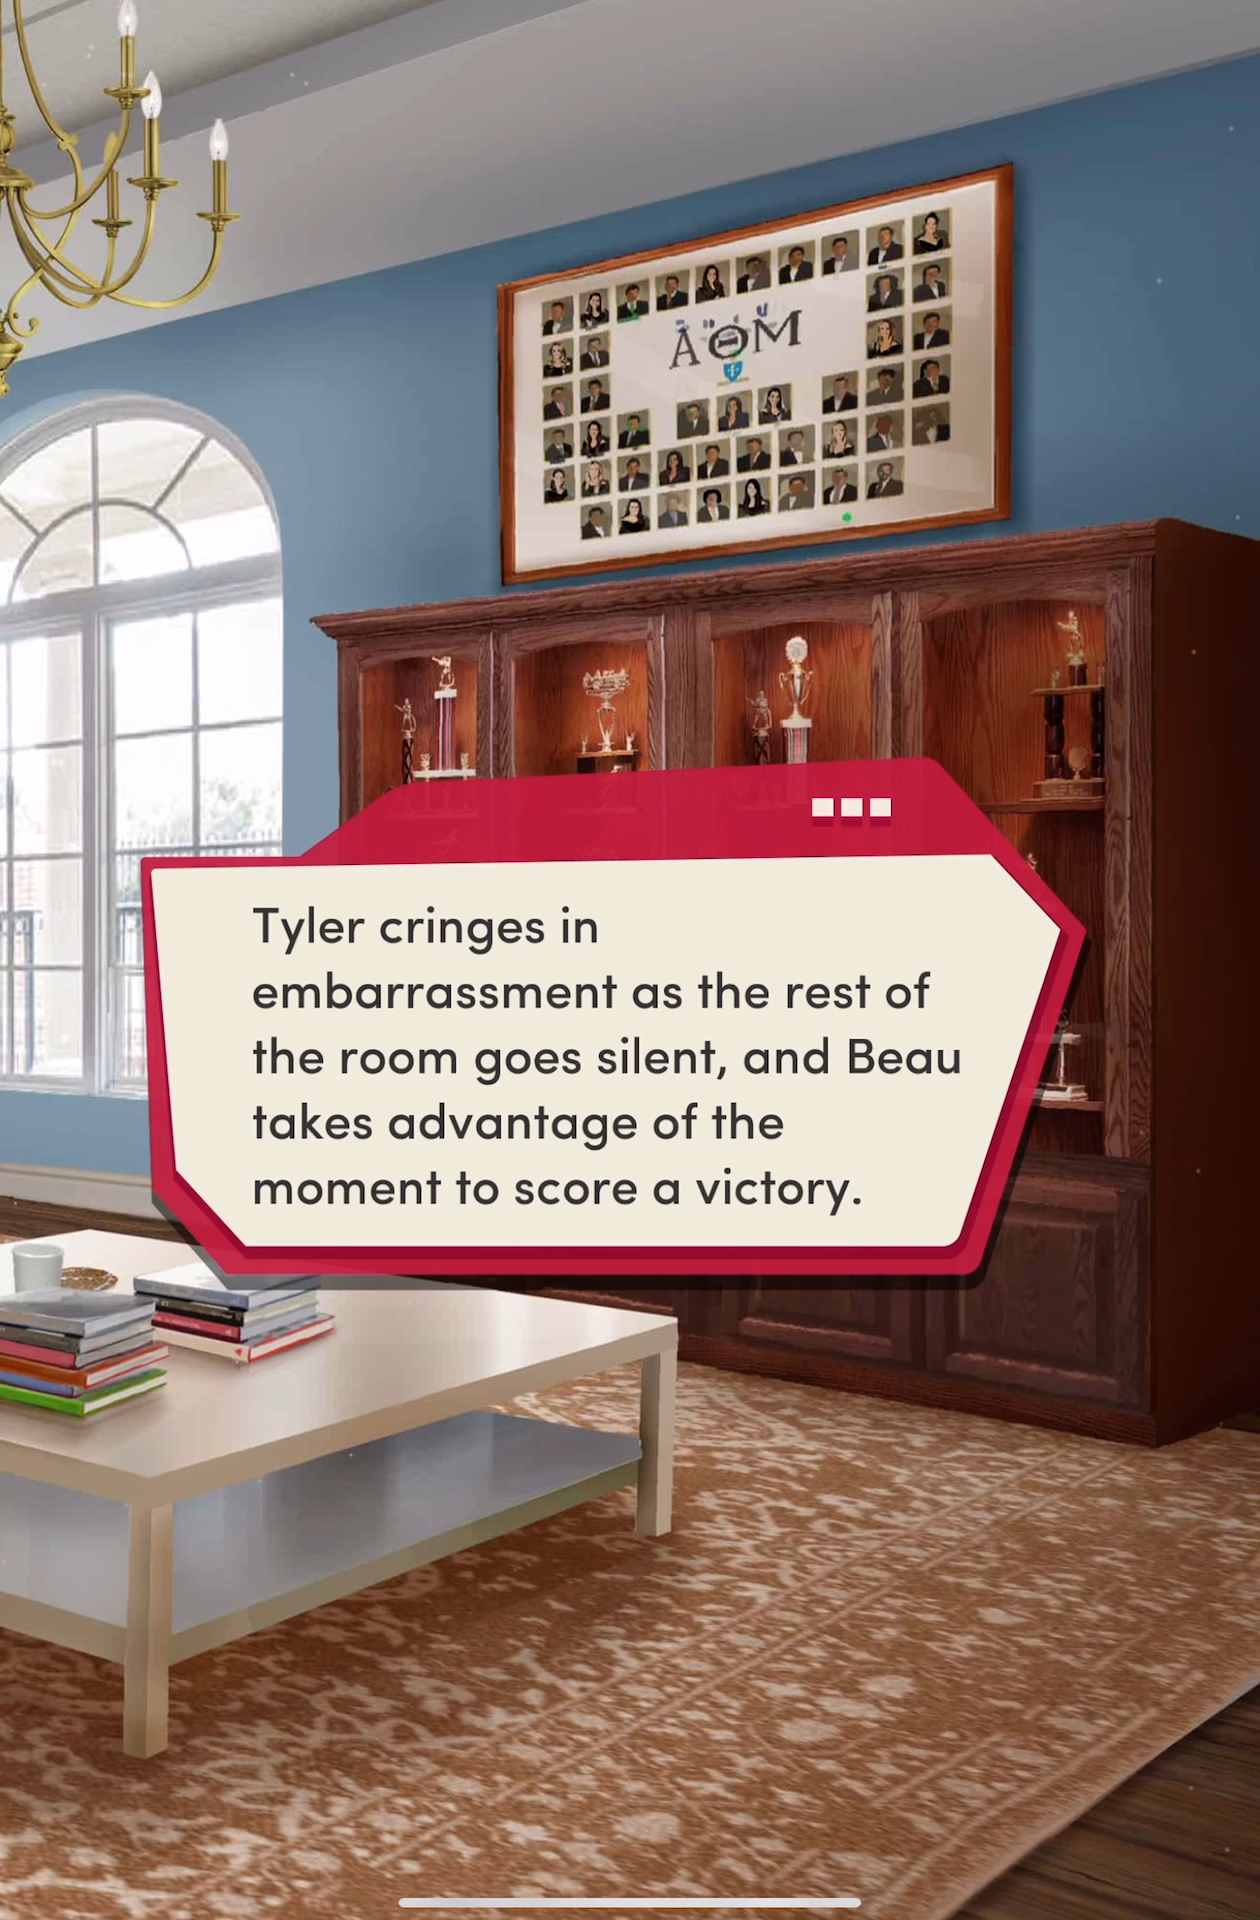 ΑΘΜ
Tyler cringes in
embarrassment as the rest of
the room goes silent, and Beau
takes advantage of the
moment to score a victory.